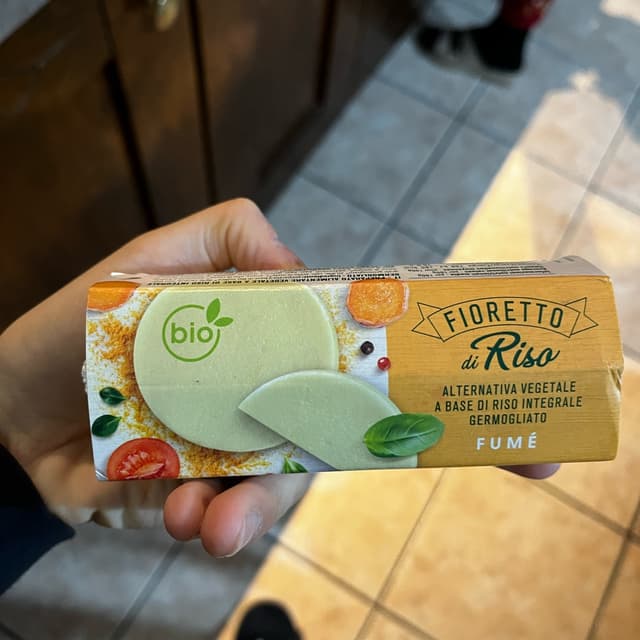 bio
FIORETTO
di Riso
ALTERNATIVA VEGETALE
A BASE DI RISO INTEGRALE
GERMOGLIATO
FUMÉ